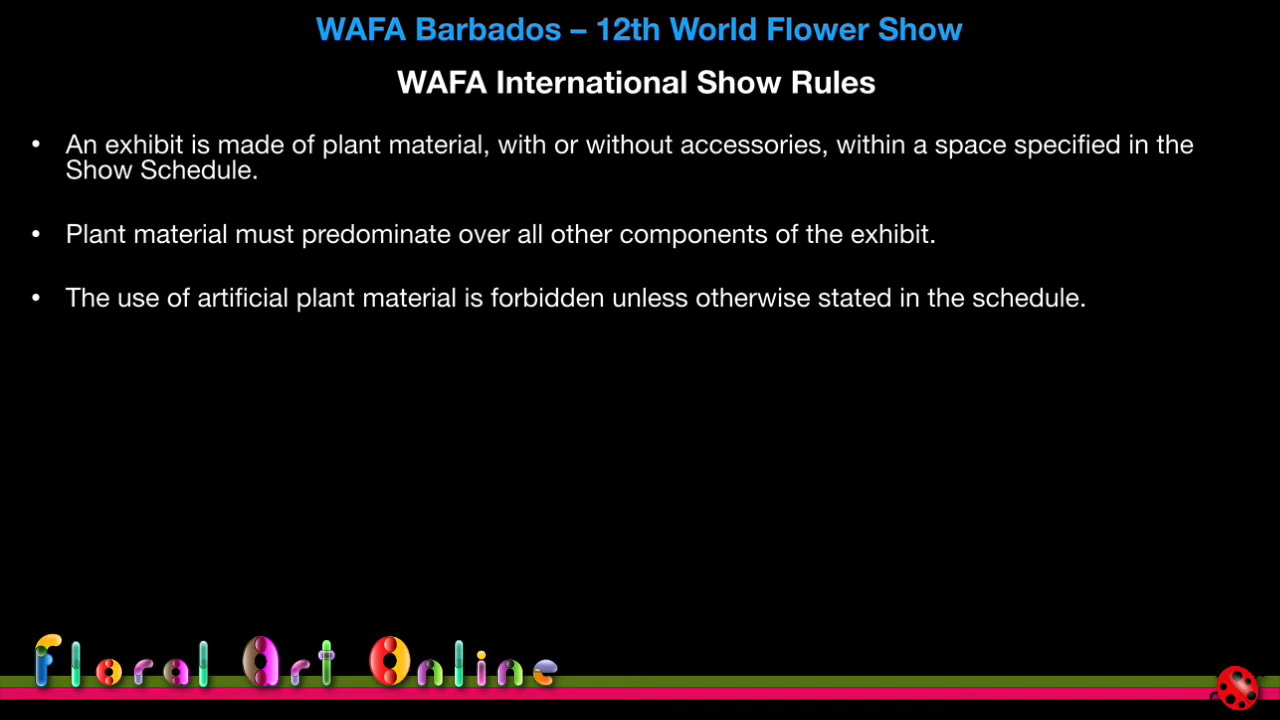 WAFA Barbados – 12th World Flower Show
WAFA International Show Rules
• An exhibit is made of plant material, with or without accessories, within a space specified in the
Show Schedule.
• Plant material must predominate over all other components of the exhibit.
• The use of artificial plant material is forbidden unless otherwise stated in the schedule.
Floral Art Online